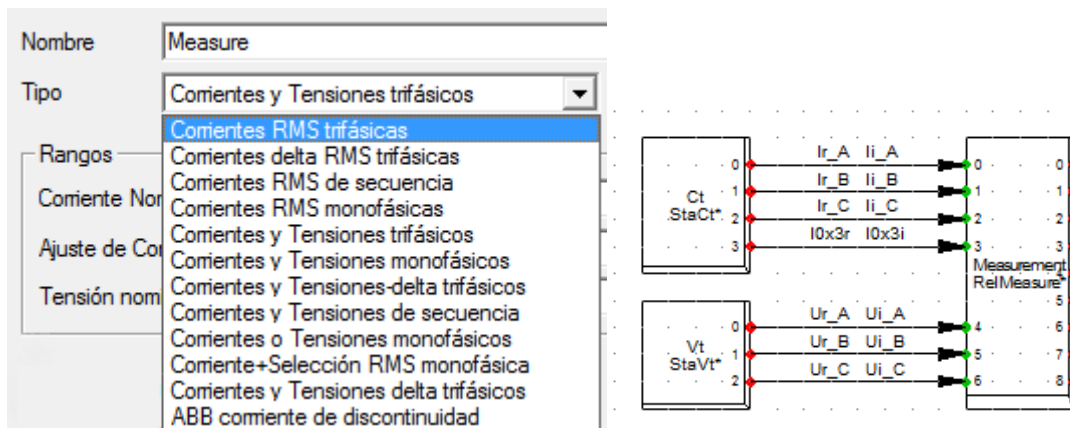 Nombre Measure
Tipo Corrientes y Tensiones trifásicos
Corrientes RMS trifásicas
Rangos Corrientes delta RMS trifásicas
Corrientes RMS de secuencia
Corriente Nor Corrientes RMS monofásicas
Corrientes y Tensiones trifásicos
Ajuste de Cor Corrientes y Tensiones monofásicos
Corrientes y Tensiones-delta trifásicos
Tensión nom Corrientes y Tensiones de secuencia
Corrientes o Tensiones monofásicos
Corriente+Selección RMS monofásica
Corrientes y Tensiones delta trifásicos
ABB corriente de discontinuidad
Ct
StaCt*
0 Ir_A Ii_A 0 0
1 Ir_B Ii_B 1 1
2 Ir_C Ii_C 2 2
3 I0x3r I0x3i 3 3
Measurement
RelMeasure*
5
Vt
StaVt*
0 Ur_A Ui_A 4 6
1 Ur_B Ui_B 5 7
2 Ur_C Ui_C 6 8